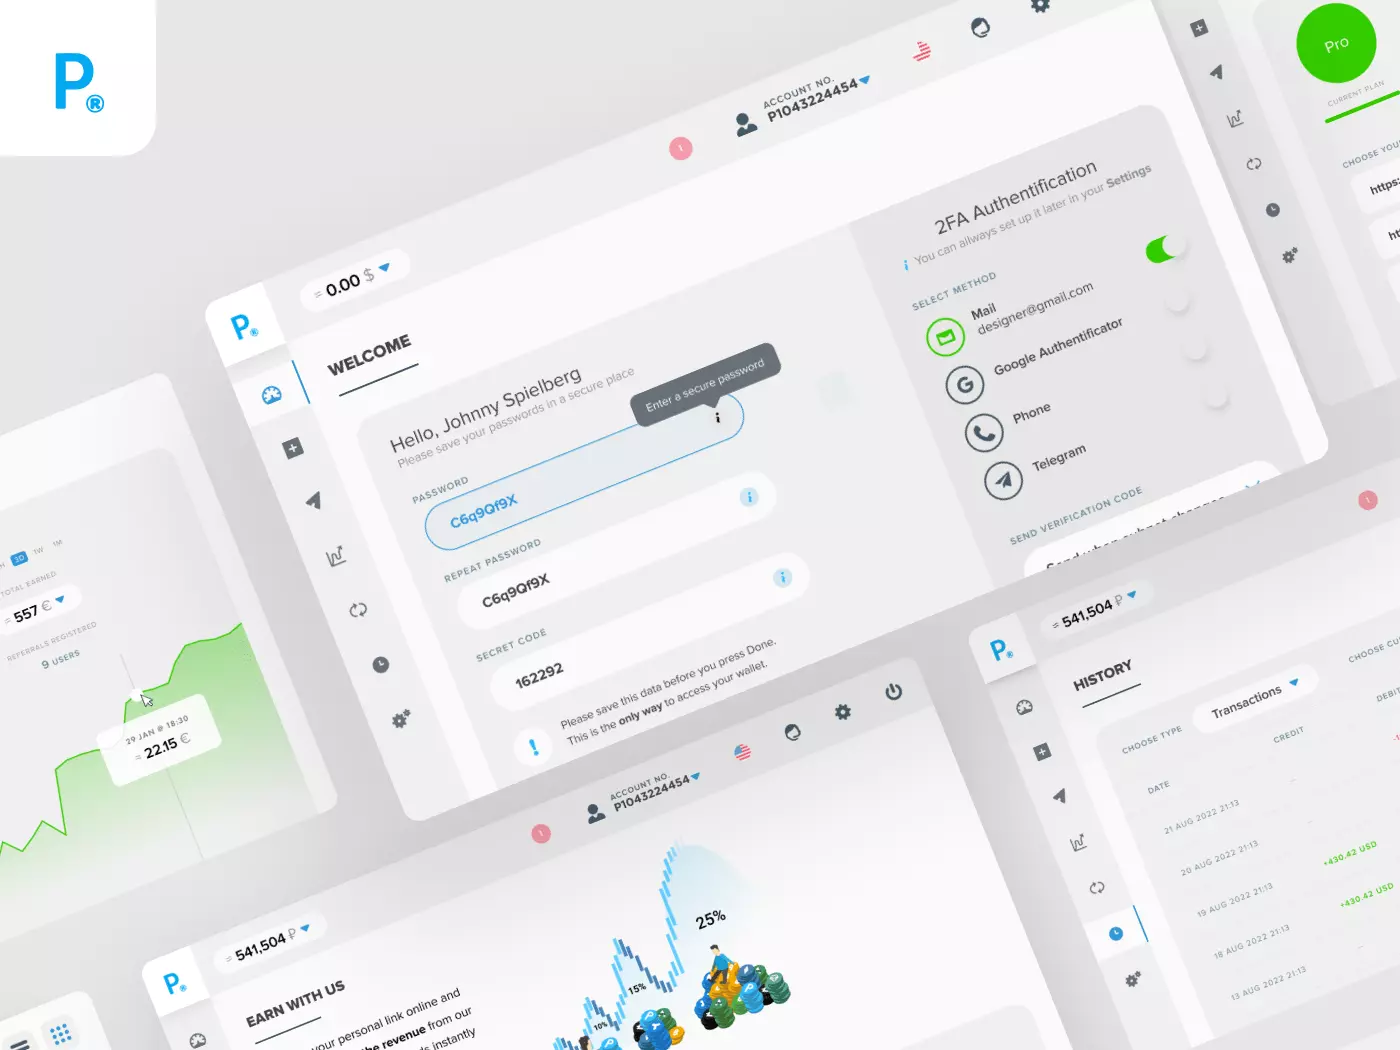 P®
ACCOUNT NO.
P1043224454
= 0.00 $
P®
WELCOME
Hello, Johnny Spielberg
Please save your passwords in a secure place
Enter a secure password
PASSWORD
C6q9Qf9X
REPEAT PASSWORD
C6q9Qf9X
SECRET CODE
162292
Please save this data before you press Done.
This is the only way to access your wallet.
2FA Authentification
You can allways set up it later in your Settings
SELECT METHOD
Mail
designer@gmail.com
Google Authentificator
Phone
Telegram
SEND VERIFICATION CODE
Pro
CURRENT PLAN
CHOOSE YOU
https:
3D
1W
1M
TOTAL EARNED
= 557 €
REFERRALS REGISTERED
9 USERS
29 JAN @ 18:30
= 22.15 €
ACCOUNT NO.
P1043224454
= 541,504 ₽
P®
EARN WITH US
your personal link online and
the revenue from our
ds instantly
10%
15%
25%
= 541,504 ₽
P®
HISTORY
CHOOSE TYPE
Transactions
CHOOSE CU
DATE
CREDIT
DEBIT
21 AUG 2022 21:13
20 AUG 2022 21:13
19 AUG 2022 21:13
+430.42 USD
18 AUG 2022 21:13
+430.42 USD
13 AUG 2022 21:13